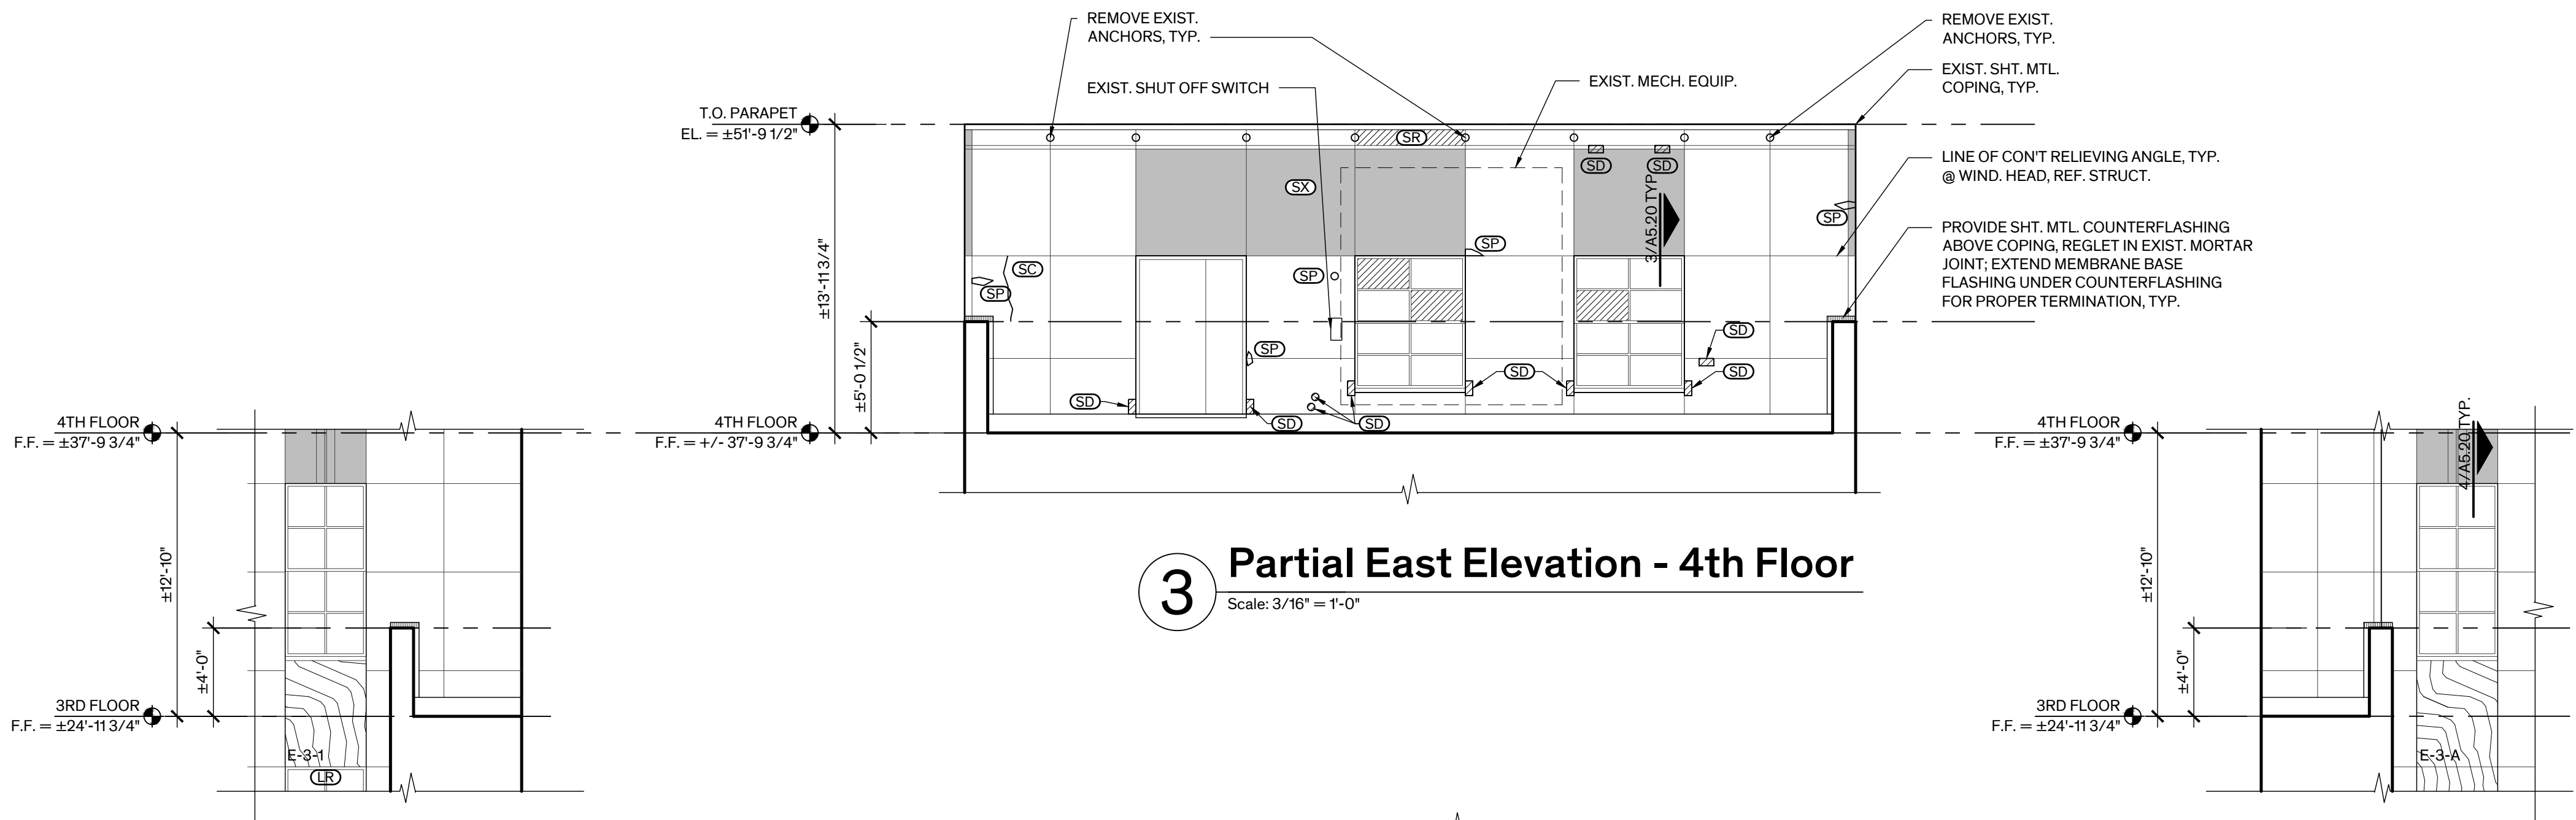 REMOVE EXIST.
ANCHORS, TYP.
EXIST. SHUT OFF SWITCH
EXIST. MECH. EQUIP.
REMOVE EXIST.
ANCHORS, TYP.
EXIST. SHT. MTL.
COPING, TYP.
LINE OF CON'T RELIEVING ANGLE, TYP.
@ WIND. HEAD, REF. STRUCT.
PROVIDE SHT. MTL. COUNTERFLASHING
ABOVE COPING, REGLET IN EXIST. MORTAR
JOINT; EXTEND MEMBRANE BASE
FLASHING UNDER COUNTERFLASHING
FOR PROPER TERMINATION, TYP.
T.O. PARAPET
EL. = ±51'-9 1/2"
±13'-11 3/4"
±5'-0 1/2"
4TH FLOOR
F.F. = +/- 37'-9 3/4"
SR
SD
SD
SX
3/A5.20 TYP.
SP
SP
SC
SP
SP
SP
SD
SD
SD
SD
SD
SD
3
Partial East Elevation - 4th Floor
Scale: 3/16" = 1'-0"
4TH FLOOR
F.F. = ±37'-9 3/4"
±12'-10"
±4'-0"
3RD FLOOR
F.F. = ±24'-11 3/4"
E-3-1
LR
4TH FLOOR
F.F. = ±37'-9 3/4"
4/A5.20 TYP.
±12'-10"
±4'-0"
3RD FLOOR
F.F. = ±24'-11 3/4"
E-3-A